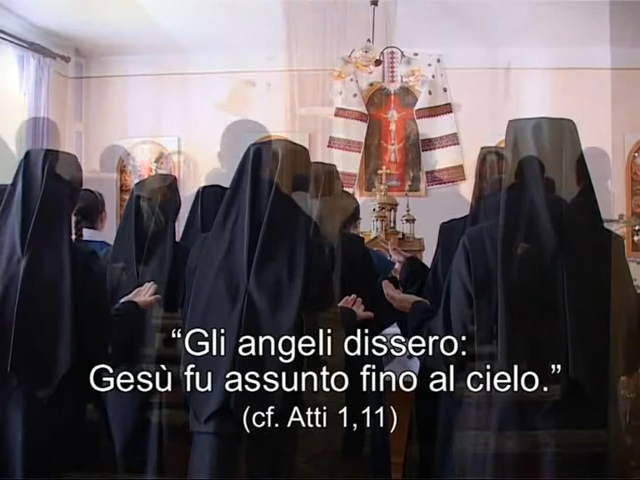 “Gli angeli dissero:
Gesù fu assunto fino al cielo.”
(cf. Atti 1,11)